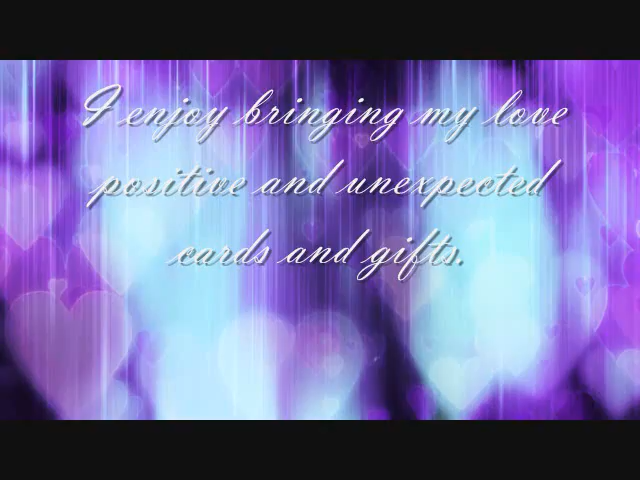 I enjoy bringing my love
positive and unexpected
cards and gifts.